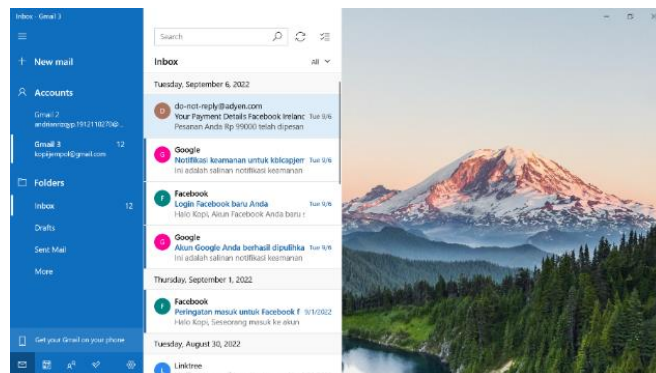 Inbox - Gmail 3
Search
+ New mail
Inbox
All
Accounts
Tuesday, September 6, 2022
Gmail 2
do-not-reply@adyen.com
Your Payment Details Facebook Irelanc Tue 9/6
Pesanan Anda Rp 99000 telah dipesan
Gmail 3 12
kopijempol@gmail.com
Google
Notifikasi keamanan untuk kblcapjem Tue 9/6
Ini adalah salinan notifikasi keamanan
Folders
Inbox 12
Facebook
Login Facebook baru Anda Tue 9/6
Halo Kopi, Akun Facebook Anda baru s
Drafts
Sent Mail
Google
Akun Google Anda berhasil dipulihka Tue 9/6
Ini adalah salinan notifikasi keamanan
More
Thursday, September 1, 2022
Facebook
Peringatan masuk untuk Facebook f 9/1/2022
Halo Kopi, Seseorang masuk ke akun
Get your Gmail on your phone
Tuesday, August 30, 2022
Linktree